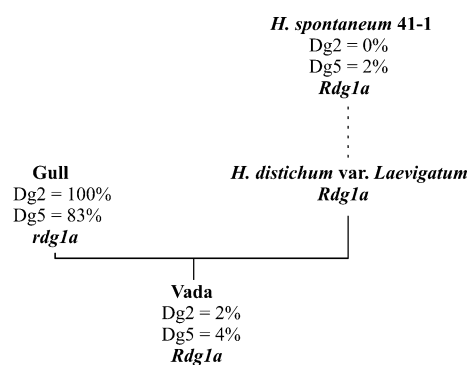 H. spontaneum 41-1
Dg2 = 0%
Dg5 = 2%
Rdg1a
Gull
Dg2 = 100%
Dg5 = 83%
rdg1a
H. distichum var. Laevigatum
Rdg1a
Vada
Dg2 = 2%
Dg5 = 4%
Rdg1a